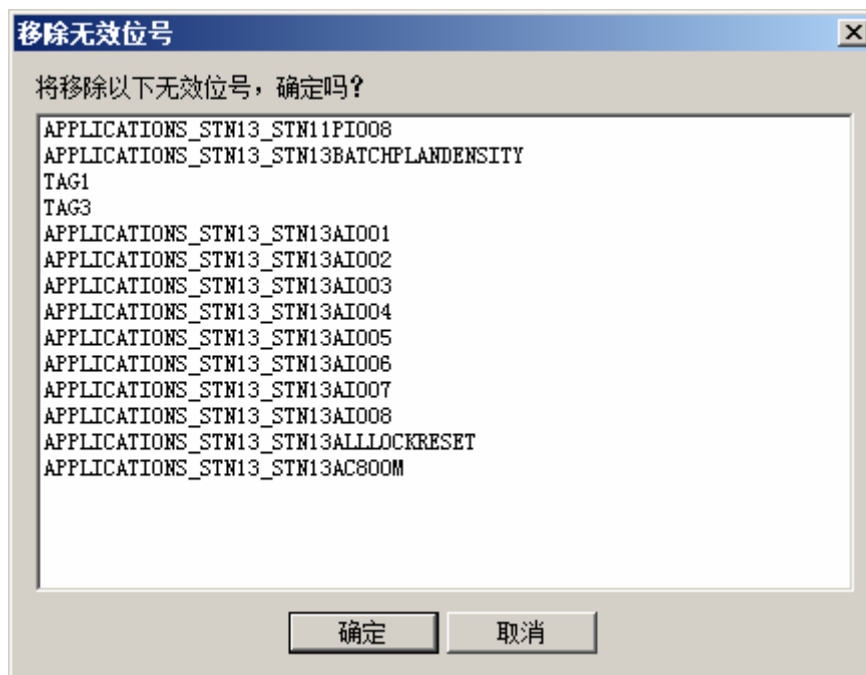 移除无效位号
将移除以下无效位号，确定吗?
APPLICATIONS_STN13_STN11PI008
APPLICATIONS_STN13_STN13BATCHPLANDENSITY
TAG1
TAG3
APPLICATIONS_STN13_STN13AI001
APPLICATIONS_STN13_STN13AI002
APPLICATIONS_STN13_STN13AI003
APPLICATIONS_STN13_STN13AI004
APPLICATIONS_STN13_STN13AI005
APPLICATIONS_STN13_STN13AI006
APPLICATIONS_STN13_STN13AI007
APPLICATIONS_STN13_STN13AI008
APPLICATIONS_STN13_STN13ALLLOCKRESET
APPLICATIONS_STN13_STN13AC800M
确定 取消